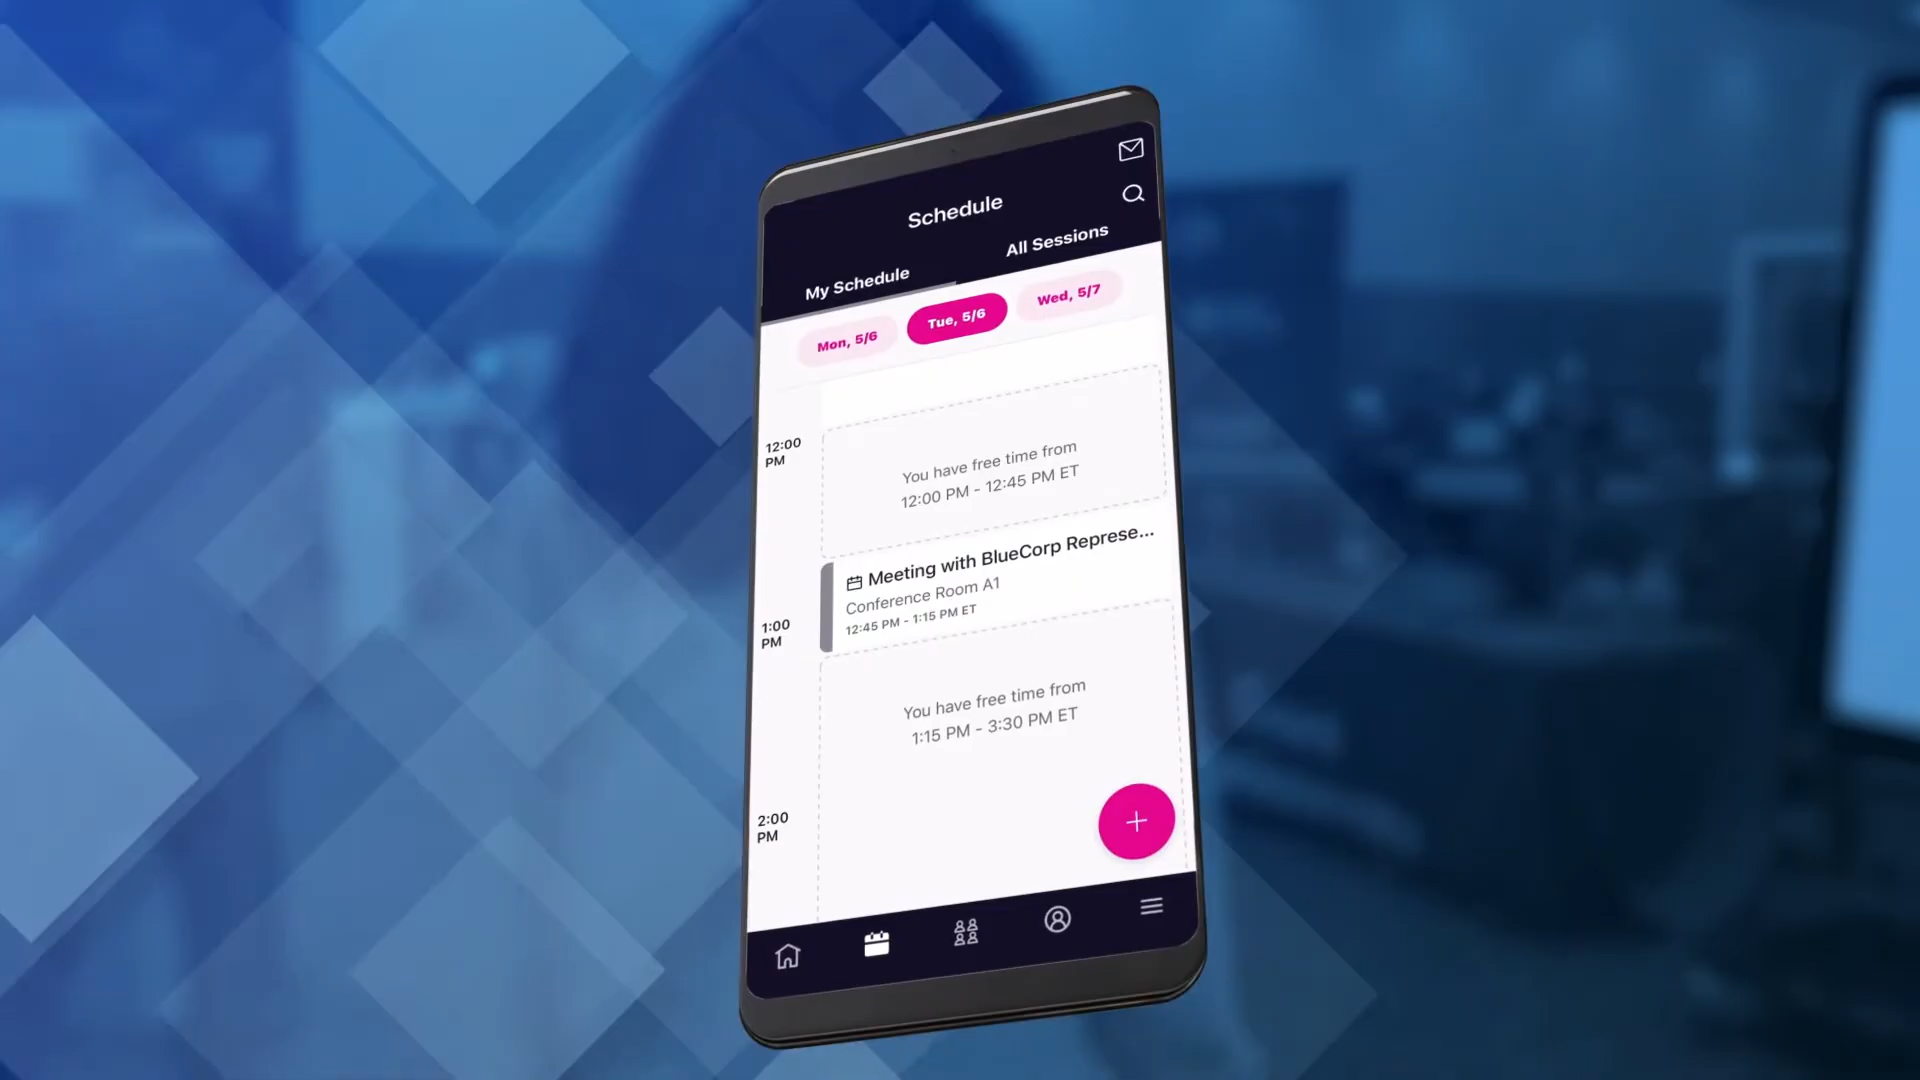 Schedule
My Schedule
All Sessions
Mon, 5/6
Tue, 5/6
Wed, 5/7
12:00
PM
You have free time from
12:00 PM - 12:45 PM ET
Meeting with BlueCorp Represe...
Conference Room A1
12:45 PM - 1:15 PM ET
1:00
PM
You have free time from
1:15 PM - 3:30 PM ET
2:00
PM